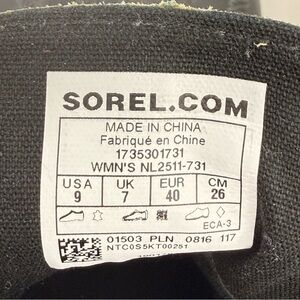 SOREL.COM
MADE IN CHINA
Fabriqué en Chine
1735301731
WMN'S NL2511-731
USA UK EUR CM
9 7 40 26
ECA-3
01503 PLN 0816 117
NTC0S5KT00251